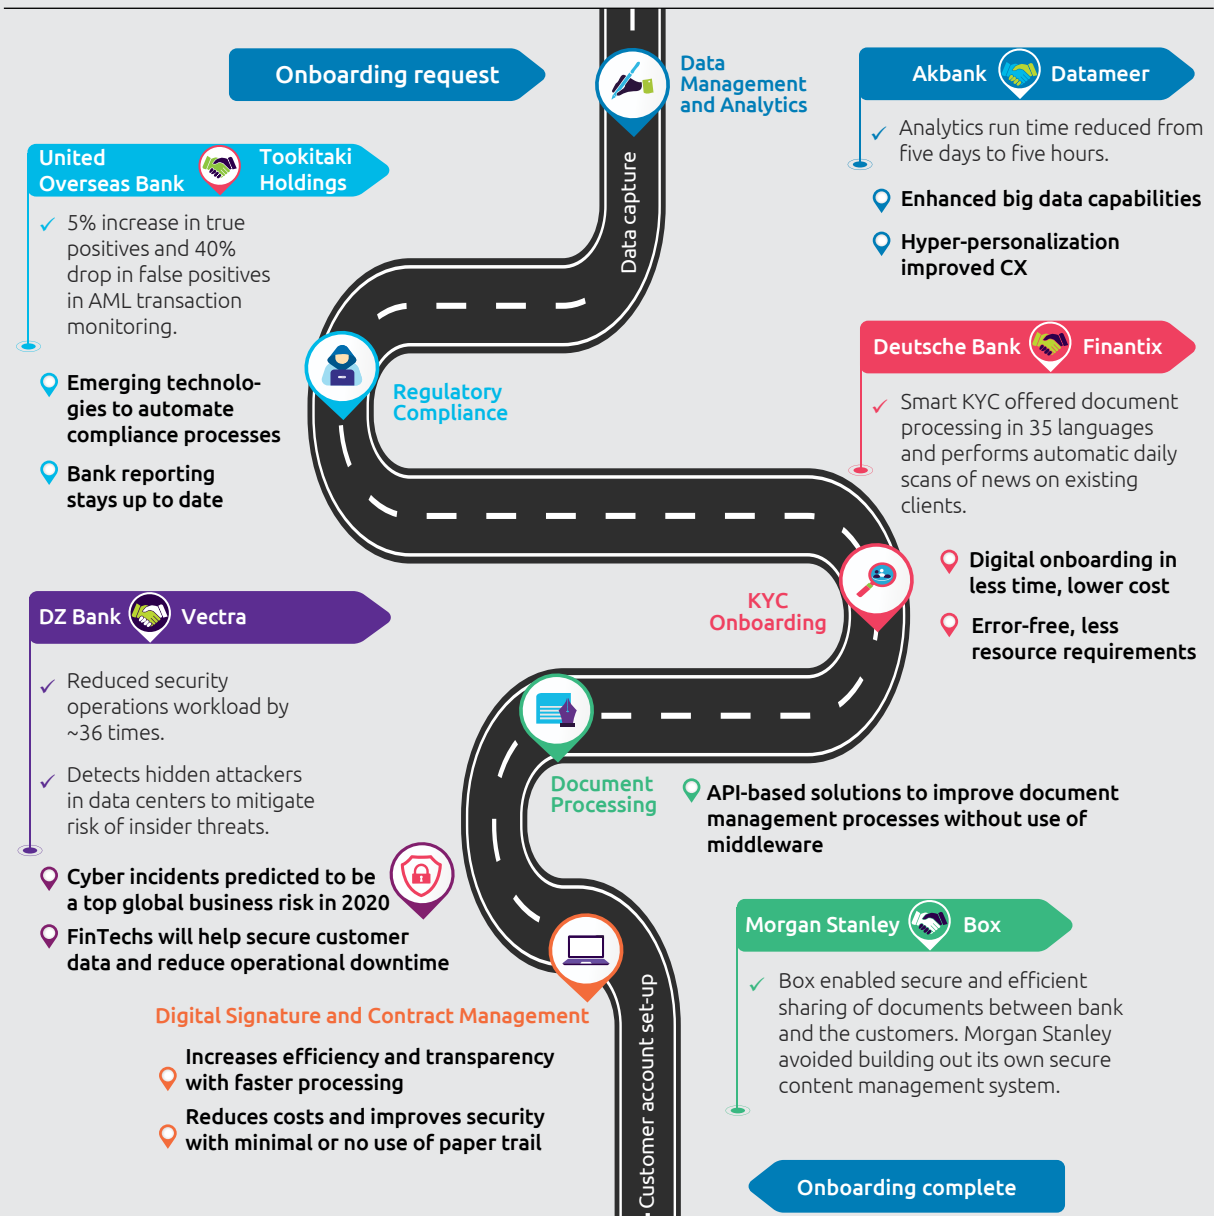 Onboarding request
Data
Management
and Analytics
Akbank Datameer
Analytics run time reduced from
five days to five hours.
Enhanced big data capabilities
Hyper-personalization
improved CX
Data capture
United
Overseas Bank
Tookitaki
Holdings
5% increase in true
positives and 40%
drop in false positives
in AML transaction
monitoring.
Emerging technolo-
gies to automate
compliance processes
Bank reporting
stays up to date
Regulatory
Compliance
Deutsche Bank Finantix
Smart KYC offered document
processing in 35 languages
and performs automatic daily
scans of news on existing
clients.
Digital onboarding in
less time, lower cost
Error-free, less
resource requirements
KYC
Onboarding
DZ Bank Vectra
Reduced security
operations workload by
~36 times.
Detects hidden attackers
in data centers to mitigate
risk of insider threats.
Cyber incidents predicted to be
a top global business risk in 2020
FinTechs will help secure customer
data and reduce operational downtime
Document
Processing
API-based solutions to improve document
management processes without use of
middleware
Morgan Stanley Box
Box enabled secure and efficient
sharing of documents between bank
and the customers. Morgan Stanley
avoided building out its own secure
content management system.
Digital Signature and Contract Management
Increases efficiency and transparency
with faster processing
Reduces costs and improves security
with minimal or no use of paper trail
Customer account set-up
Onboarding complete